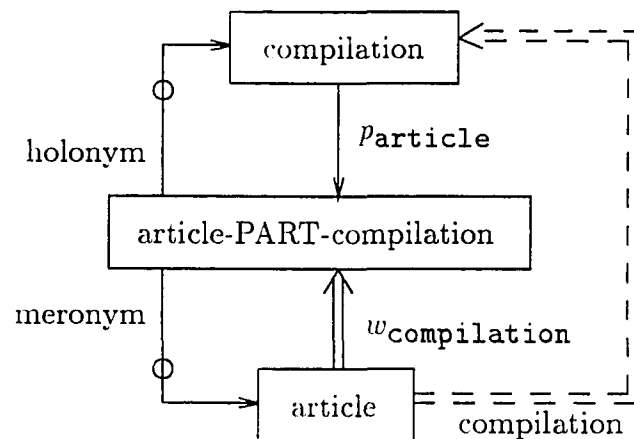 compilation
holonym
particle
article-PART-compilation
meronym
wcompilation
article
compilation